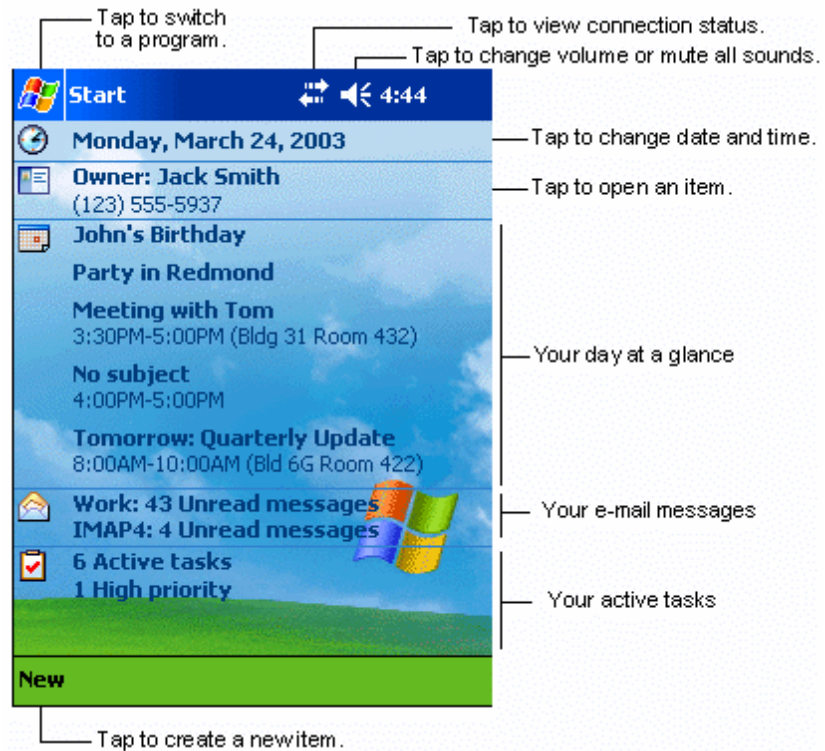 Tap to switch
to a program.
Tap to view connection status.
Tap to change volume or mute all sounds.
Start 4:44
Monday, March 24, 2003
Tap to change date and time.
Owner: Jack Smith
(123) 555-5937
Tap to open an item.
John's Birthday
Party in Redmond
Meeting with Tom
3:30PM-5:00PM (Bldg 31 Room 432)
No subject
4:00PM-5:00PM
Tomorrow: Quarterly Update
8:00AM-10:00AM (Bld 6G Room 422)
Your day at a glance
Work: 43 Unread messages
IMAP4: 4 Unread messages
Your e-mail messages
6 Active tasks
1 High priority
Your active tasks
New
Tap to create a new item.